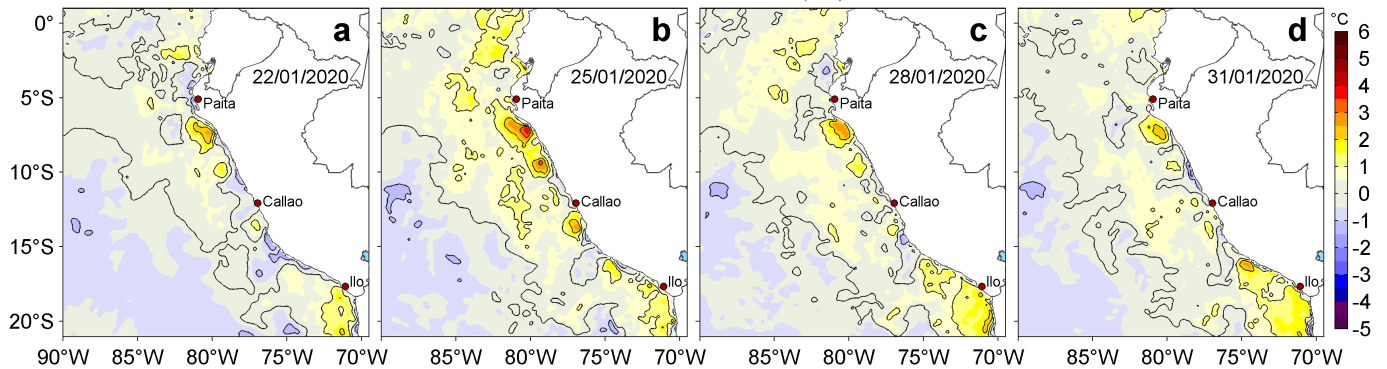 a b c d °C
0° 6
5
22/01/2020 25/01/2020 28/01/2020 31/01/2020 4
5°S Paita Paita Paita Paita 3
2
10°S 1
0
Callao Callao Callao Callao -1
15°S -2
-3
Ilo Ilo Ilo Ilo -4
20°S -5
90°W 85°W 80°W 75°W 70°W 85°W 80°W 75°W 70°W 85°W 80°W 75°W 70°W 85°W 80°W 75°W 70°W